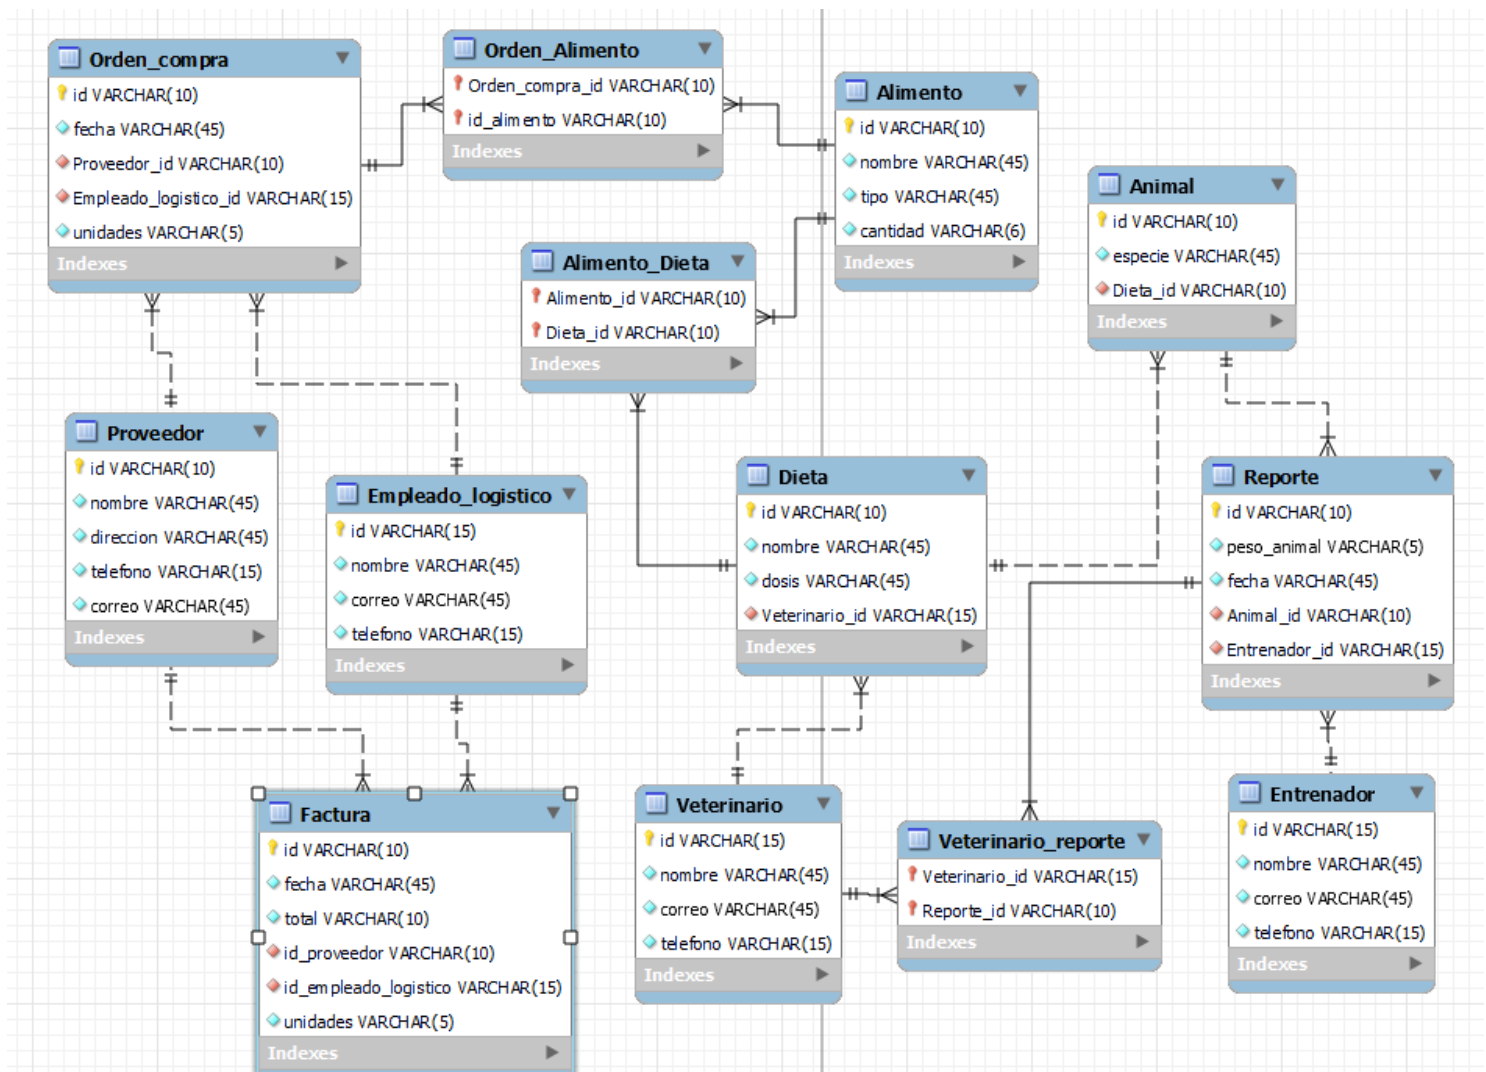 Orden_compra
id VARCHAR(10)
fecha VARCHAR(45)
Proveedor_id VARCHAR(10)
Empleado_logistico_id VARCHAR(15)
unidades VARCHAR(5)
Indexes
Orden_Alimento
Orden_compra_id VARCHAR(10)
id_alimento VARCHAR(10)
Indexes
Alimento
id VARCHAR(10)
nombre VARCHAR(45)
tipo VARCHAR(45)
cantidad VARCHAR(6)
Indexes
Animal
id VARCHAR(10)
especie VARCHAR(45)
Dieta_id VARCHAR(10)
Indexes
Alimento_Dieta
Alimento_id VARCHAR(10)
Dieta_id VARCHAR(10)
Indexes
Proveedor
id VARCHAR(10)
nombre VARCHAR(45)
direccion VARCHAR(45)
telefono VARCHAR(15)
correo VARCHAR(45)
Indexes
Empleado_logistico
id VARCHAR(15)
nombre VARCHAR(45)
correo VARCHAR(45)
telefono VARCHAR(15)
Indexes
Dieta
id VARCHAR(10)
nombre VARCHAR(45)
dosis VARCHAR(45)
Veterinario_id VARCHAR(15)
Indexes
Reporte
id VARCHAR(10)
peso_animal VARCHAR(5)
fecha VARCHAR(45)
Animal_id VARCHAR(10)
Entrenador_id VARCHAR(15)
Indexes
Factura
id VARCHAR(10)
fecha VARCHAR(45)
total VARCHAR(10)
id_proveedor VARCHAR(10)
id_empleado_logistico VARCHAR(15)
unidades VARCHAR(5)
Indexes
Veterinario
id VARCHAR(15)
nombre VARCHAR(45)
correo VARCHAR(45)
telefono VARCHAR(15)
Indexes
Veterinario_reporte
Veterinario_id VARCHAR(15)
Reporte_id VARCHAR(10)
Indexes
Entrenador
id VARCHAR(15)
nombre VARCHAR(45)
correo VARCHAR(45)
telefono VARCHAR(15)
Indexes